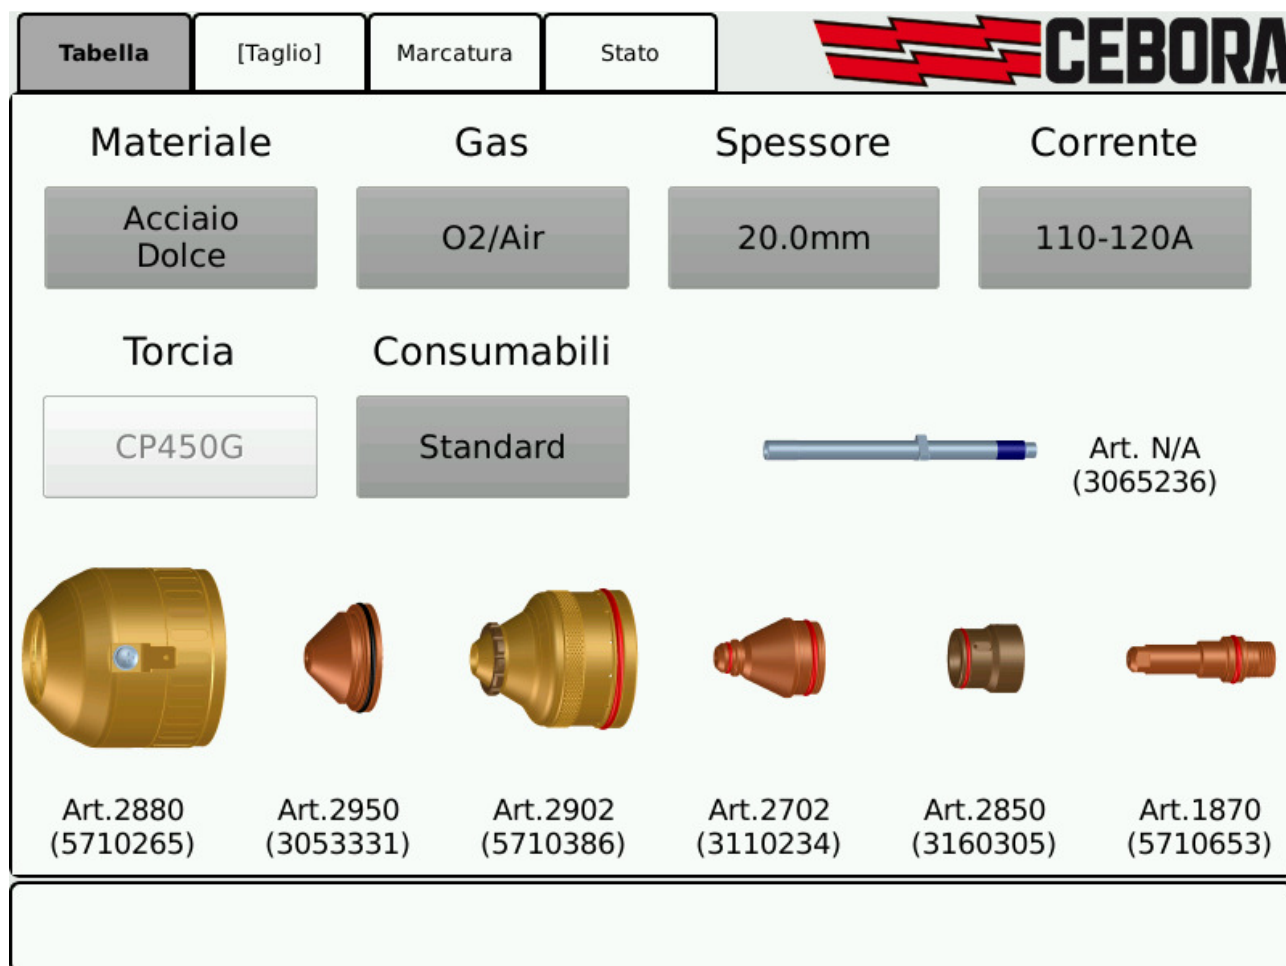 Tabella
[Taglio]
Marcatura
Stato
CEBORA
Materiale
Gas
Spessore
Corrente
Acciaio
Dolce
O2/Air
20.0mm
110-120A
Torcia
Consumabili
CP450G
Standard
Art. N/A
(3065236)
Art.2880
(5710265)
Art.2950
(3053331)
Art.2902
(5710386)
Art.2702
(3110234)
Art.2850
(3160305)
Art.1870
(5710653)